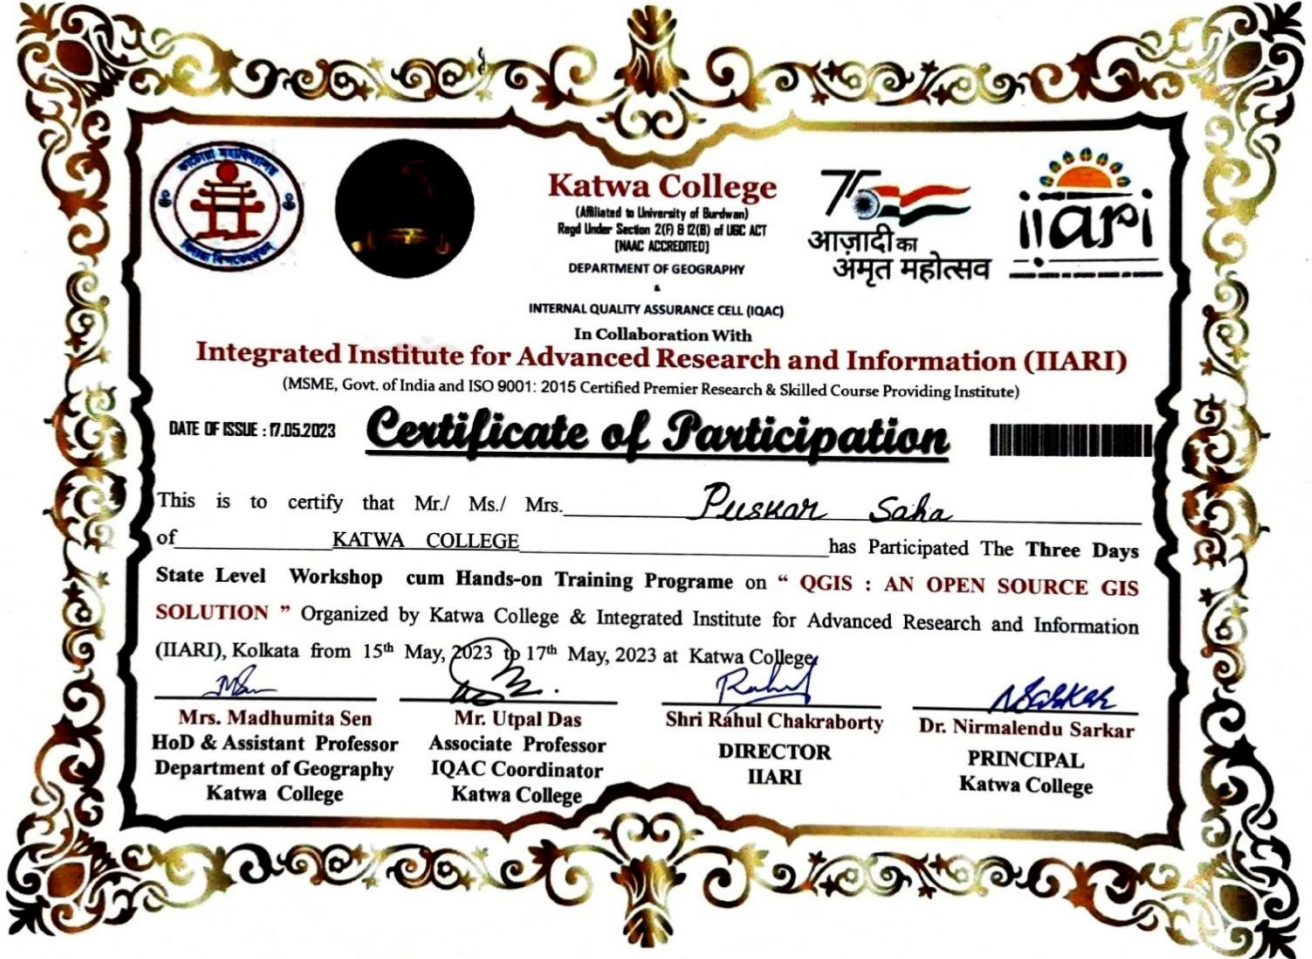 काटोया महाविद्यालय
Katwa College
(Affiliated to University of Burdwan)
Regd Under Section 2(F) & 12(B) of UGC ACT
(NAAC ACCREDITED)
DEPARTMENT OF GEOGRAPHY
&
INTERNAL QUALITY ASSURANCE CELL (IQAC)
75
आज़ादी का
अमृत महोत्सव
iiari
In Collaboration With
Integrated Institute for Advanced Research and Information (IIARI)
(MSME, Govt. of India and ISO 9001: 2015 Certified Premier Research & Skilled Course Providing Institute)
DATE OF ISSUE : 17.05.2023
Certificate of Participation
This is to certify that Mr./ Ms./ Mrs. Puskar Saha
of KATWA COLLEGE has Participated The Three Days
State Level Workshop cum Hands-on Training Programe on “ QGIS : AN OPEN SOURCE GIS
SOLUTION ” Organized by Katwa College & Integrated Institute for Advanced Research and Information
(IIARI), Kolkata from 15th May, 2023 to 17th May, 2023 at Katwa College.
Mrs. Madhumita Sen
HoD & Assistant Professor
Department of Geography
Katwa College
Mr. Utpal Das
Associate Professor
IQAC Coordinator
Katwa College
Shri Rahul Chakraborty
DIRECTOR
IIARI
Dr. Nirmalendu Sarkar
PRINCIPAL
Katwa College